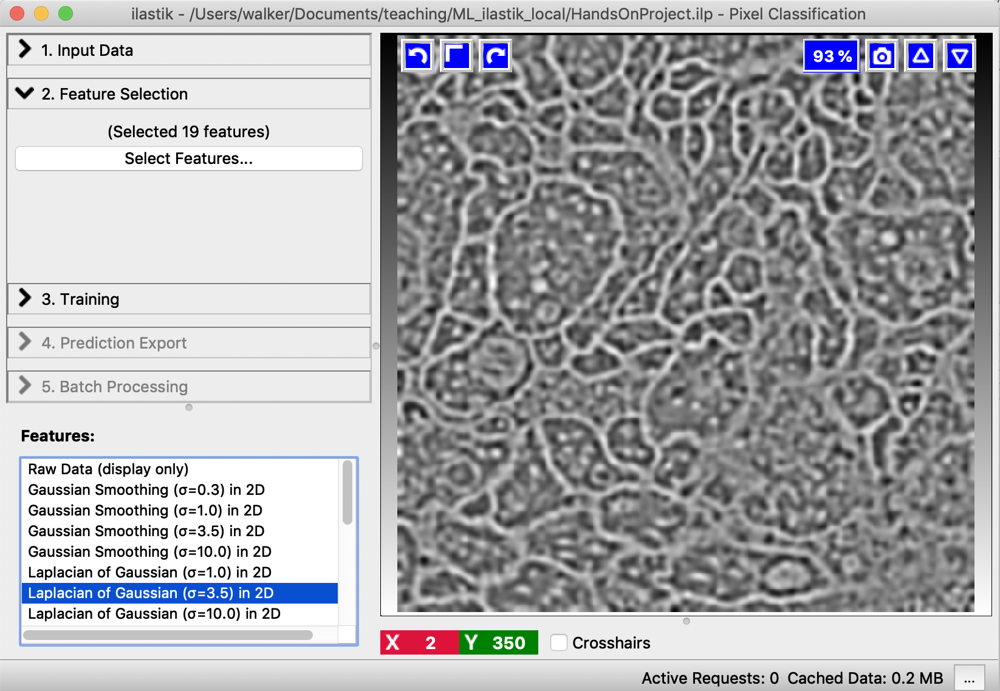 ilastik - /Users/walker/Documents/teaching/ML_ilastik_local/HandsOnProject.ilp - Pixel Classification
1. Input Data
2. Feature Selection
(Selected 19 features)
Select Features...
3. Training
4. Prediction Export
5. Batch Processing
Features:
Raw Data (display only)
Gaussian Smoothing (σ=0.3) in 2D
Gaussian Smoothing (σ=1.0) in 2D
Gaussian Smoothing (σ=3.5) in 2D
Gaussian Smoothing (σ=10.0) in 2D
Laplacian of Gaussian (σ=1.0) in 2D
Laplacian of Gaussian (σ=3.5) in 2D
Laplacian of Gaussian (σ=10.0) in 2D
93 %
X 2 Y 350 Crosshairs
Active Requests: 0 Cached Data: 0.2 MB ...